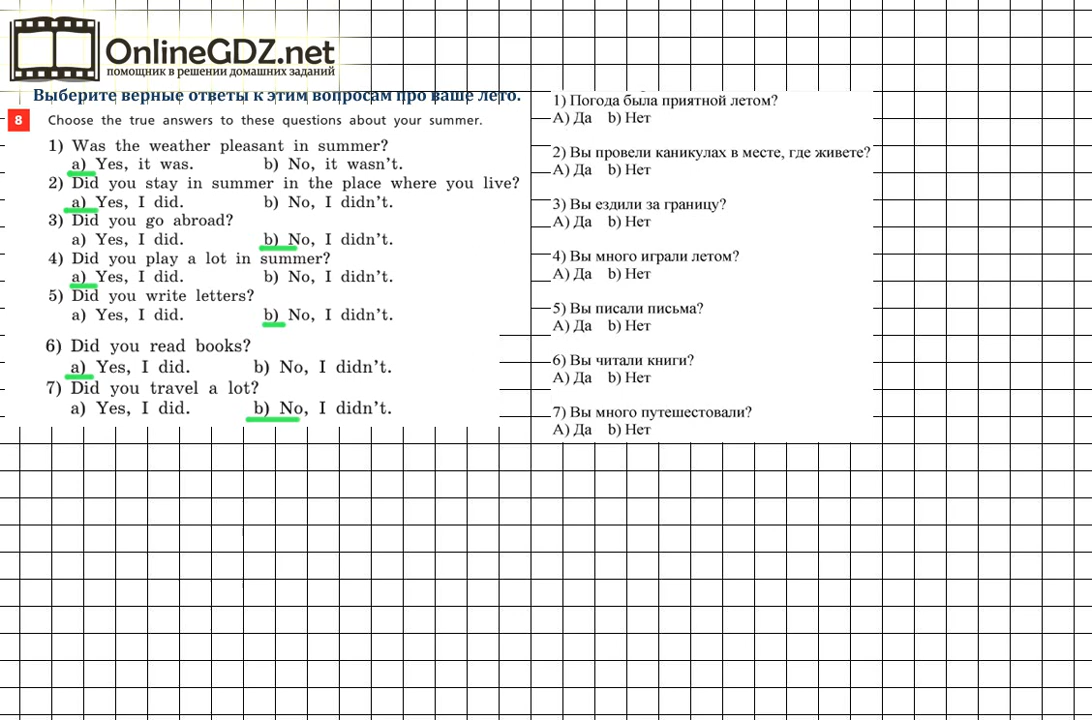 OnlineGDZ.net
помощник в решении домашних заданий
Выберите верные ответы к этим вопросам про ваше лето.
8 Choose the true answers to these questions about your summer.
1) Was the weather pleasant in summer?
a) Yes, it was. b) No, it wasn't.
2) Did you stay in summer in the place where you live?
a) Yes, I did. b) No, I didn't.
3) Did you go abroad?
a) Yes, I did. b) No, I didn't.
4) Did you play a lot in summer?
a) Yes, I did. b) No, I didn't.
5) Did you write letters?
a) Yes, I did. b) No, I didn't.
6) Did you read books?
a) Yes, I did. b) No, I didn't.
7) Did you travel a lot?
a) Yes, I did. b) No, I didn't.
1) Погода была приятной летом?
А) Да b) Нет
2) Вы провели каникулах в месте, где живете?
А) Да b) Нет
3) Вы ездили за границу?
А) Да b) Нет
4) Вы много играли летом?
А) Да b) Нет
5) Вы писали письма?
А) Да b) Нет
6) Вы читали книги?
А) Да b) Нет
7) Вы много путешествовали?
А) Да b) Нет